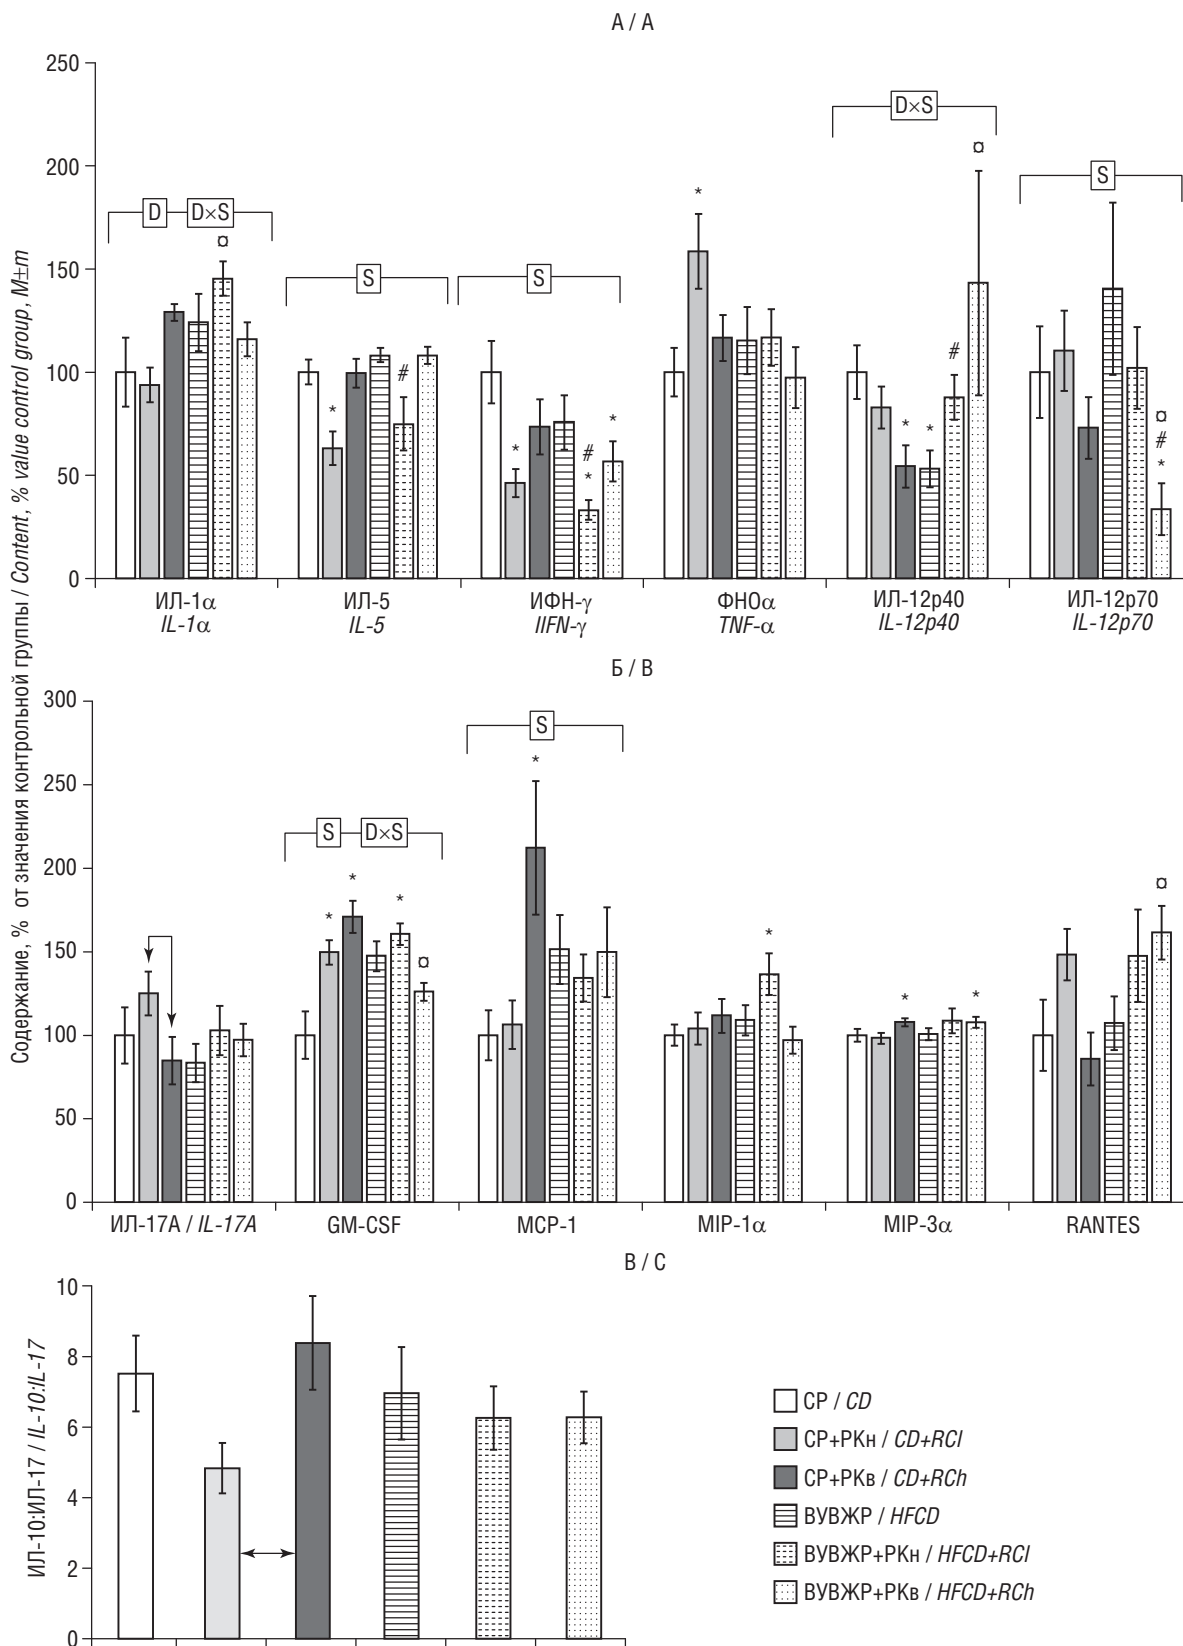 А / A
Содержание, % от значения контрольной группы / Content, % value control group, M±m
250
200
150
100
50
0
D
D×S
¤
S
*
#
S
*
#
*
*
*
D×S
*
*
#
¤
S
¤
#
*
ИЛ-1α
IL-1α
ИЛ-5
IL-5
ИФН-γ
IIFN-γ
ФНОα
TNF-α
ИЛ-12p40
IL-12p40
ИЛ-12p70
IL-12p70
Б / B
300
250
200
150
100
50
0
S
D×S
*
*
*
¤
S
*
*
*
*
¤
ИЛ-17А / IL-17A
GM-CSF
MCP-1
MIP-1α
MIP-3α
RANTES
В / C
ИЛ-10:ИЛ-17 / IL-10:IL-17
10
8
6
4
2
0
СР / CD
СР+РКн / CD+RCl
СР+РКв / CD+RCh
ВУВЖР / HFCD
ВУВЖР+РКн / HFCD+RCl
ВУВЖР+РКв / HFCD+RCh